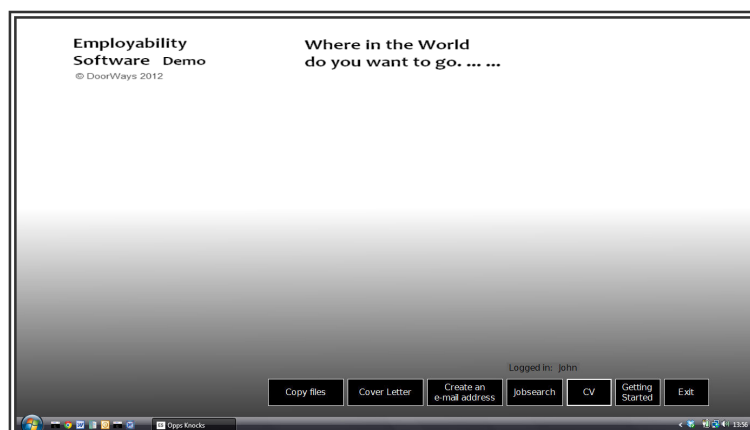 Employability
Software Demo
© DoorWays 2012
Where in the World
do you want to go. ... ...
Logged in: John
Copy files
Cover Letter
Create an
e-mail address
Jobsearch
CV
Getting
Started
Exit
Opps Knocks
13:56